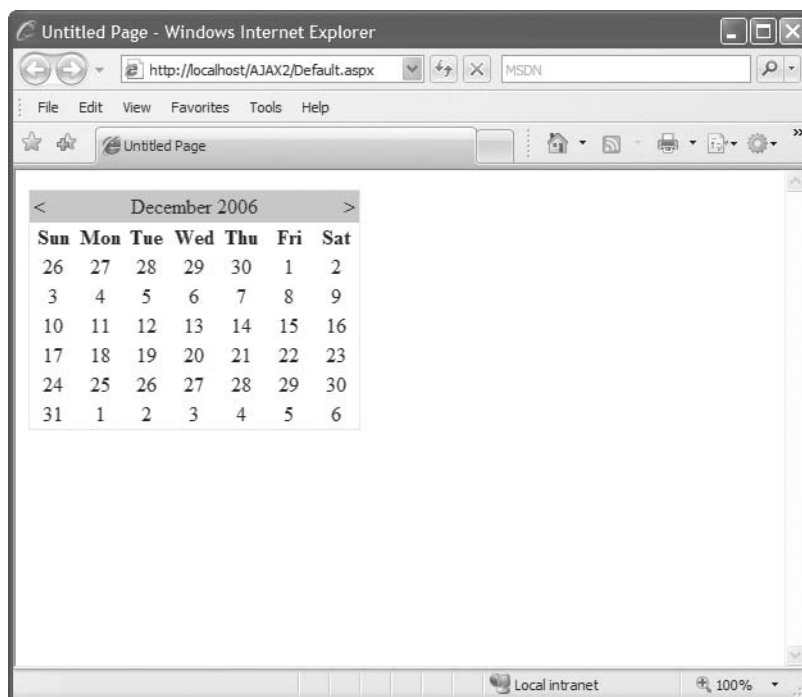 Untitled Page - Windows Internet Explorer
http://localhost/AJAX2/Default.aspx MSDN
File Edit View Favorites Tools Help
Untitled Page »
< December 2006 >
Sun Mon Tue Wed Thu Fri Sat
26 27 28 29 30 1 2
3 4 5 6 7 8 9
10 11 12 13 14 15 16
17 18 19 20 21 22 23
24 25 26 27 28 29 30
31 1 2 3 4 5 6
Local intranet 100%